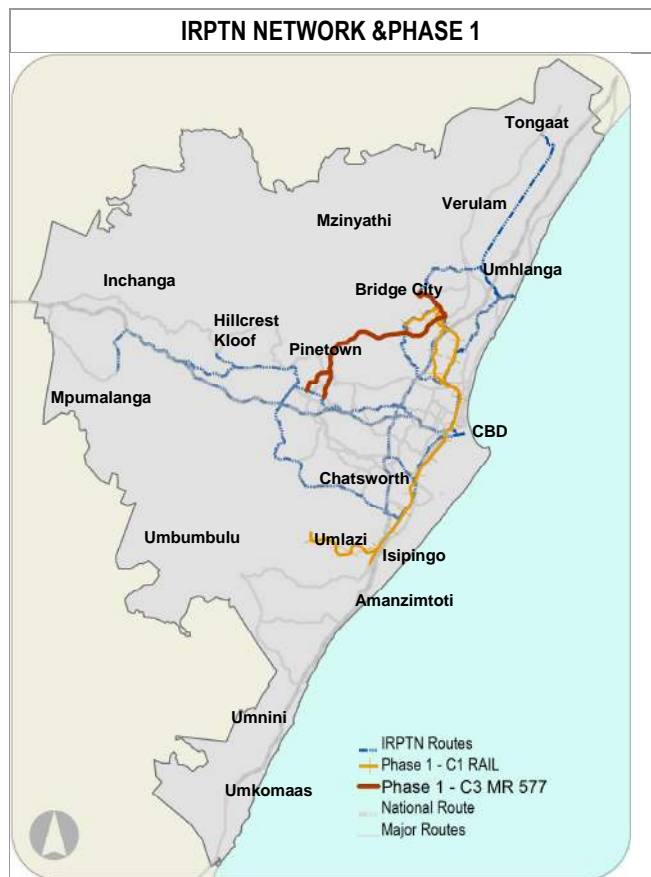 IRPTN NETWORK &PHASE 1
Tongaat
Verulam
Mzinyathi
Umhlanga
Inchanga
Bridge City
Hillcrest
Kloof
Pinetown
Mpumalanga
CBD
Chatsworth
Umbumbulu
Umlazi
Isipingo
Amanzimtoti
Umnini
Umkomaas
IRPTN Routes
Phase 1 - C1 RAIL
Phase 1 - C3 MR 577
National Route
Major Routes